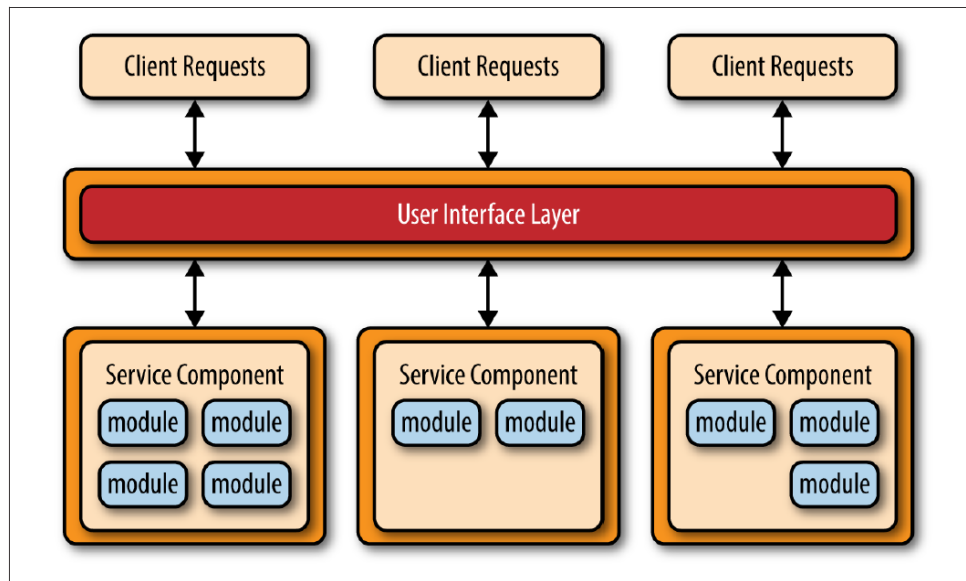 Client Requests
Client Requests
Client Requests
User Interface Layer
Service Component
module module
module module
Service Component
module module
Service Component
module module
module